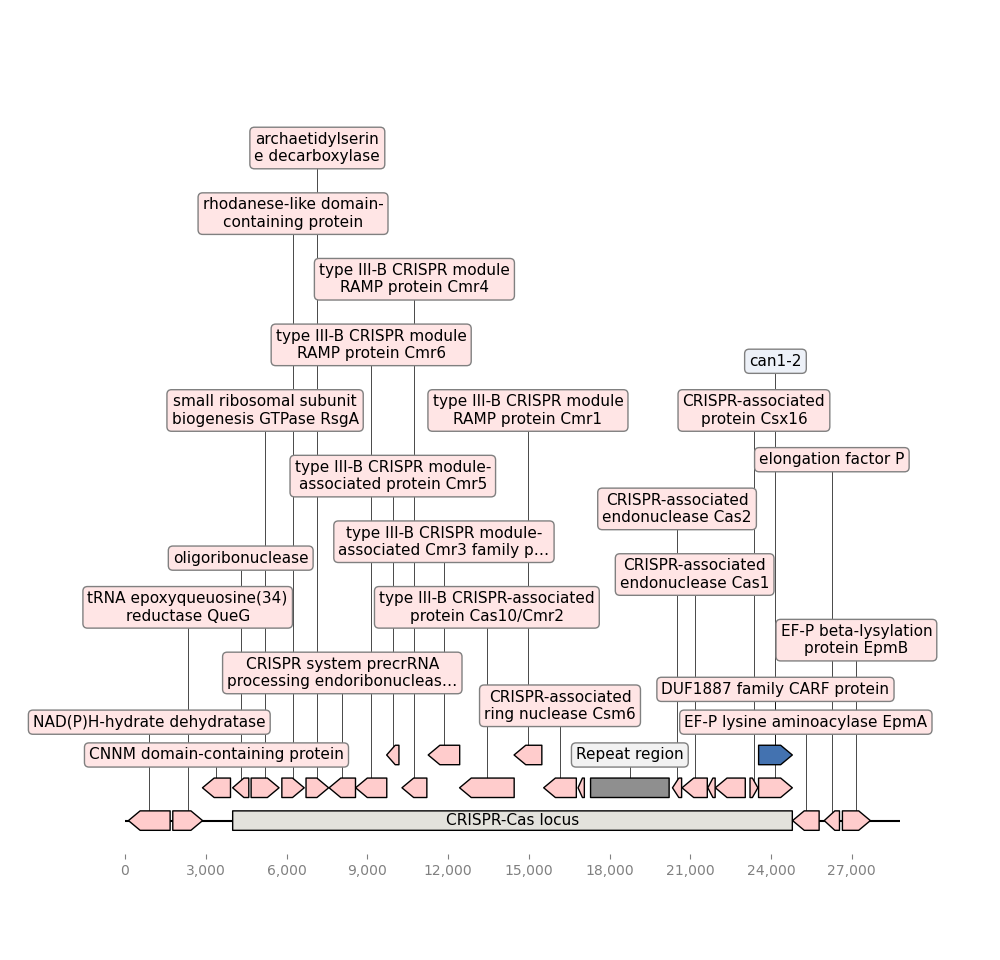 archaetidylserin
e decarboxylase
rhodanese-like domain-
containing protein
type III-B CRISPR module
RAMP protein Cmr4
type III-B CRISPR module
RAMP protein Cmr6
can1-2
small ribosomal subunit
biogenesis GTPase RsgA
type III-B CRISPR module
RAMP protein Cmr1
CRISPR-associated
protein Csx16
elongation factor P
type III-B CRISPR module-
associated protein Cmr5
CRISPR-associated
endonuclease Cas2
type III-B CRISPR module-
associated Cmr3 family p…
oligoribonuclease
CRISPR-associated
endonuclease Cas1
tRNA epoxyqueuosine(34)
reductase QueG
type III-B CRISPR-associated
protein Cas10/Cmr2
EF-P beta-lysylation
protein EpmB
CRISPR system precrRNA
processing endoribonucleas…
DUF1887 family CARF protein
CRISPR-associated
ring nuclease Csm6
NAD(P)H-hydrate dehydratase
EF-P lysine aminoacylase EpmA
CNNM domain-containing protein
Repeat region
CRISPR-Cas locus
0
3,000
6,000
9,000
12,000
15,000
18,000
21,000
24,000
27,000